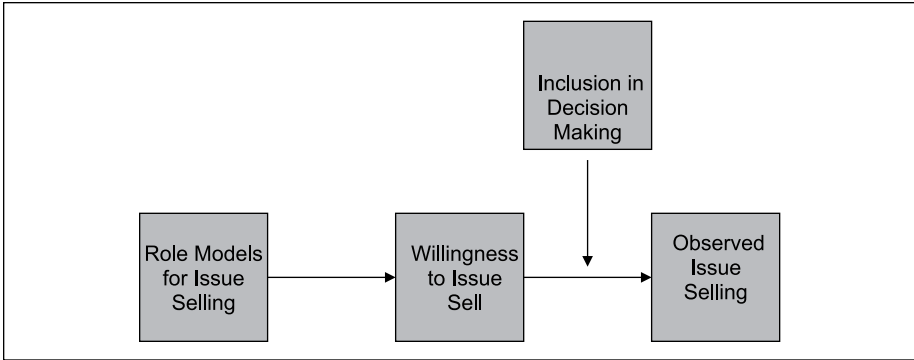 Inclusion in
Decision
Making
Role Models
for Issue
Selling
Willingness
to Issue
Sell
Observed
Issue
Selling